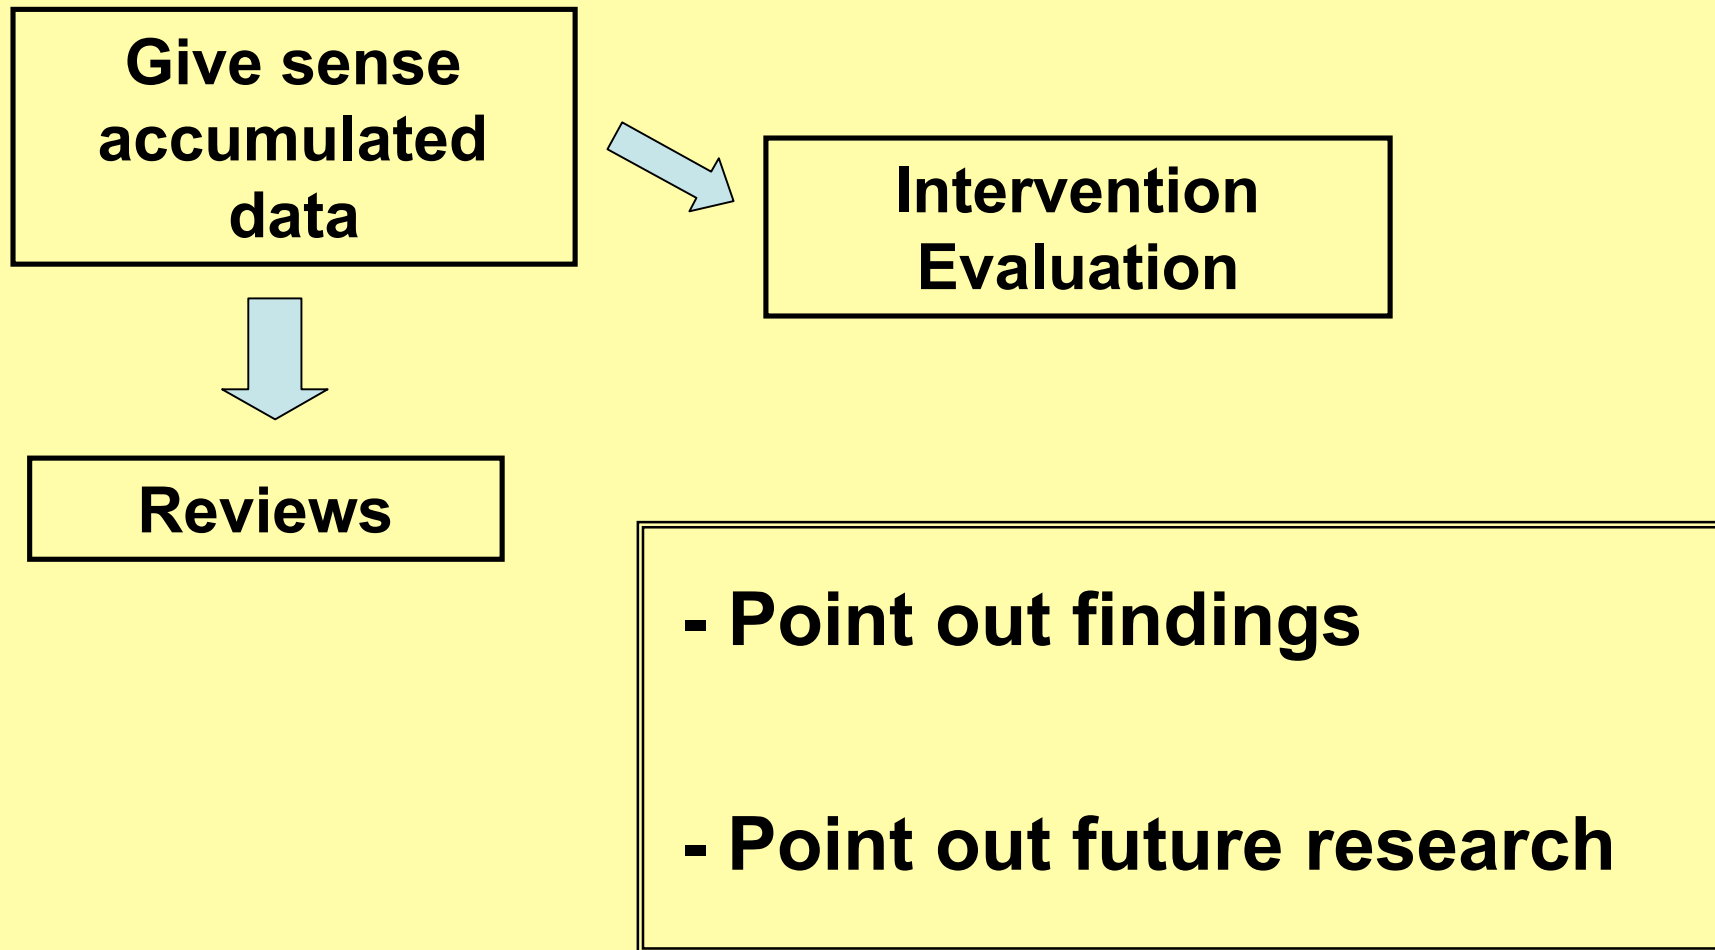 Give sense
accumulated
data
Intervention
Evaluation
Reviews
- Point out findings
- Point out future research